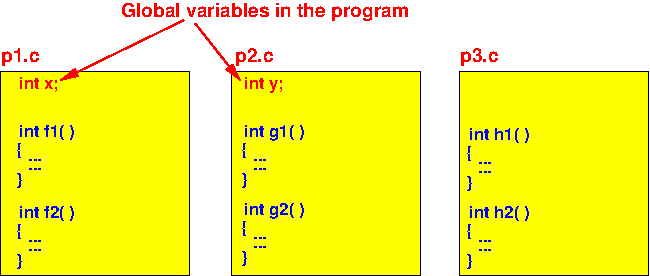 Global variables in the program
p1.c
int x;
int f1( )
{
...
...
}
int f2( )
{
...
...
}
p2.c
int y;
int g1( )
{
...
...
}
int g2( )
{
...
...
}
p3.c
int h1( )
{
...
...
}
int h2( )
{
...
...
}